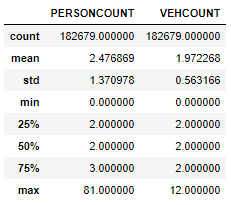 PERSONCOUNT VEHCOUNT
count 182679.000000 182679.000000
mean 2.476869 1.972268
std 1.370978 0.563166
min 0.000000 0.000000
25% 2.000000 2.000000
50% 2.000000 2.000000
75% 3.000000 2.000000
max 81.000000 12.000000